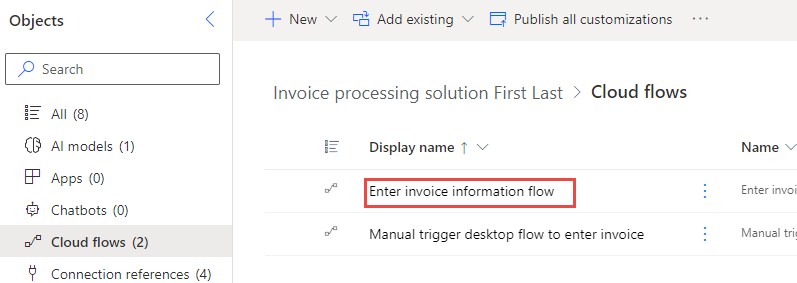 Objects
New
Add existing
Publish all customizations
Search
All (8)
AI models (1)
Apps (0)
Chatbots (0)
Cloud flows (2)
Connection references (4)
Invoice processing solution First Last > Cloud flows
Display name ↑
Name
Enter invoice information flow
Enter invoi
Manual trigger desktop flow to enter invoice
Manual trig